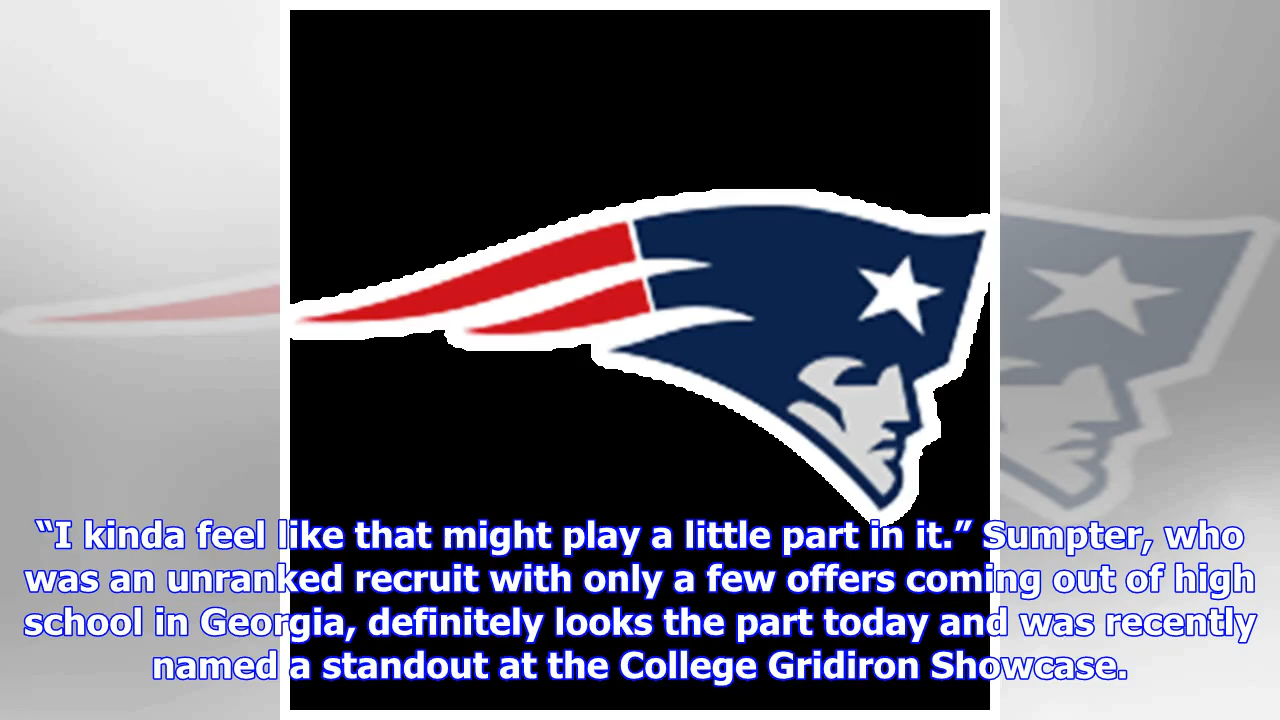 “I kinda feel like that might play a little part in it.” Sumpter, who
was an unranked recruit with only a few offers coming out of high
school in Georgia, definitely looks the part today and was recently
named a standout at the College Gridiron Showcase.